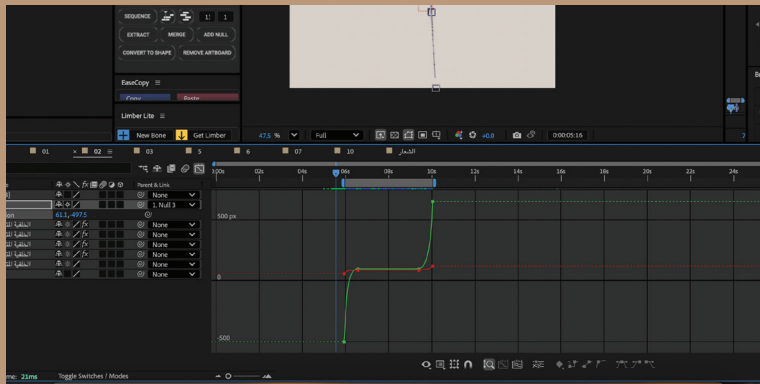 SEQUENCE
EXTRACT MERGE ADD NULL
CONVERT TO SHAPE REMOVE ARTBOARD
EaseCopy
Copy Paste
Limber Lite
New Bone Get Limber
47.5 % Full +0.0 0:00:05:16
01 02 03 5 6 07 10 الشعار
02s 04s 06s 08s 10s 12s 14s 16s 18s 20s 22s 24s
fx Parent & Link
None
1. Null 3
61.1, -497.5
500 px
None
None
None
0
None
None
-500
21ms Toggle Switches / Modes